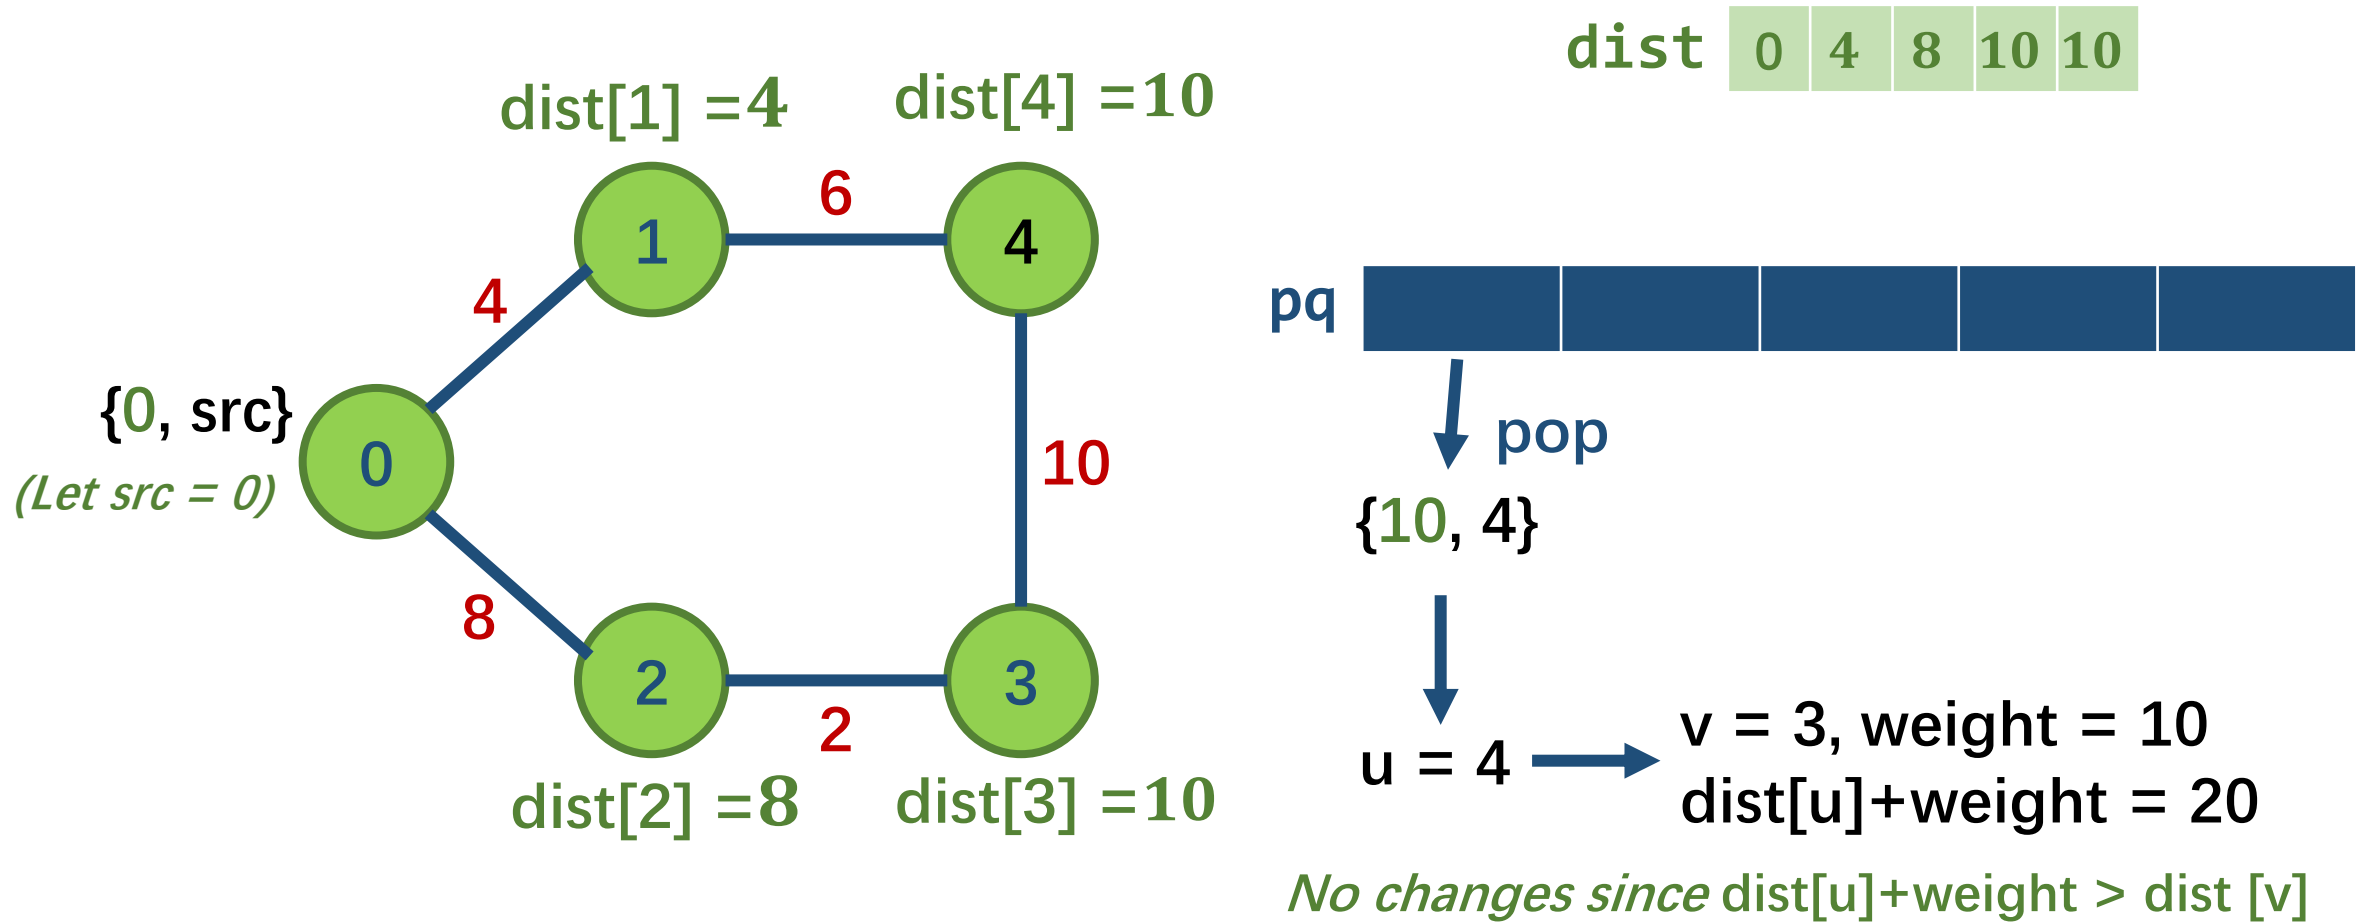 dist 0 4 8 10 10
dist[1] =4
dist[4] =10
6
1
4
4
pq
{0, src}
0
(Let src = 0)
10
pop
{10, 4}
8
2
3
2
dist[2] =8
dist[3] =10
u = 4
v = 3, weight = 10
dist[u]+weight = 20
No changes since dist[u]+weight > dist [v]